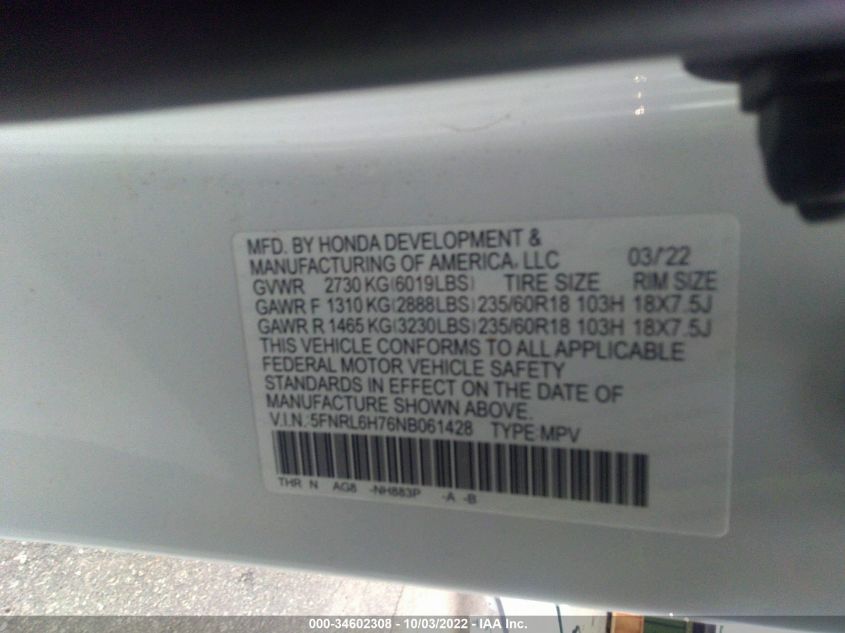 MFD. BY HONDA DEVELOPMENT &
MANUFACTURING OF AMERICA, LLC 03/'22
GVWR 2730 KG(6019LBS) TIRE SIZE RIM SIZE
GAWR F 1310 KG(2888LBS) 235/60R18 103H 18X7.5J
GAWR R 1465 KG(3230LBS) 235/60R18 103H 18X7.5J
THIS VEHICLE CONFORMS TO ALL APPLICABLE
FEDERAL MOTOR VEHICLE SAFETY
STANDARDS IN EFFECT ON THE DATE OF
MANUFACTURE SHOWN ABOVE.
V.I.N.:5FNRL6H76NB061428 TYPE:MPV
THR N AG8 -NH883P -A -B
000-34602308 - 10/03/2022 - IAA Inc.